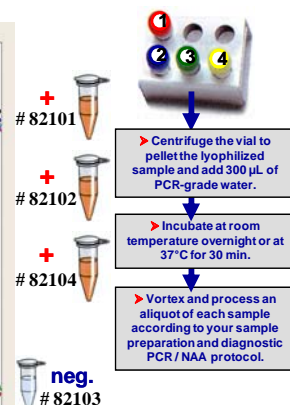 +
# 82101
+
# 82102
+
# 82104
neg.
# 82103
1
2 3 4
➤ Centrifuge the vial to
pellet the lyophilized
sample and add 300 µL of
PCR-grade water.
➤ Incubate at room
temperature overnight or at
37°C for 30 min.
➤ Vortex and process an
aliquot of each sample
according to your sample
preparation and diagnostic
PCR / NAA protocol.